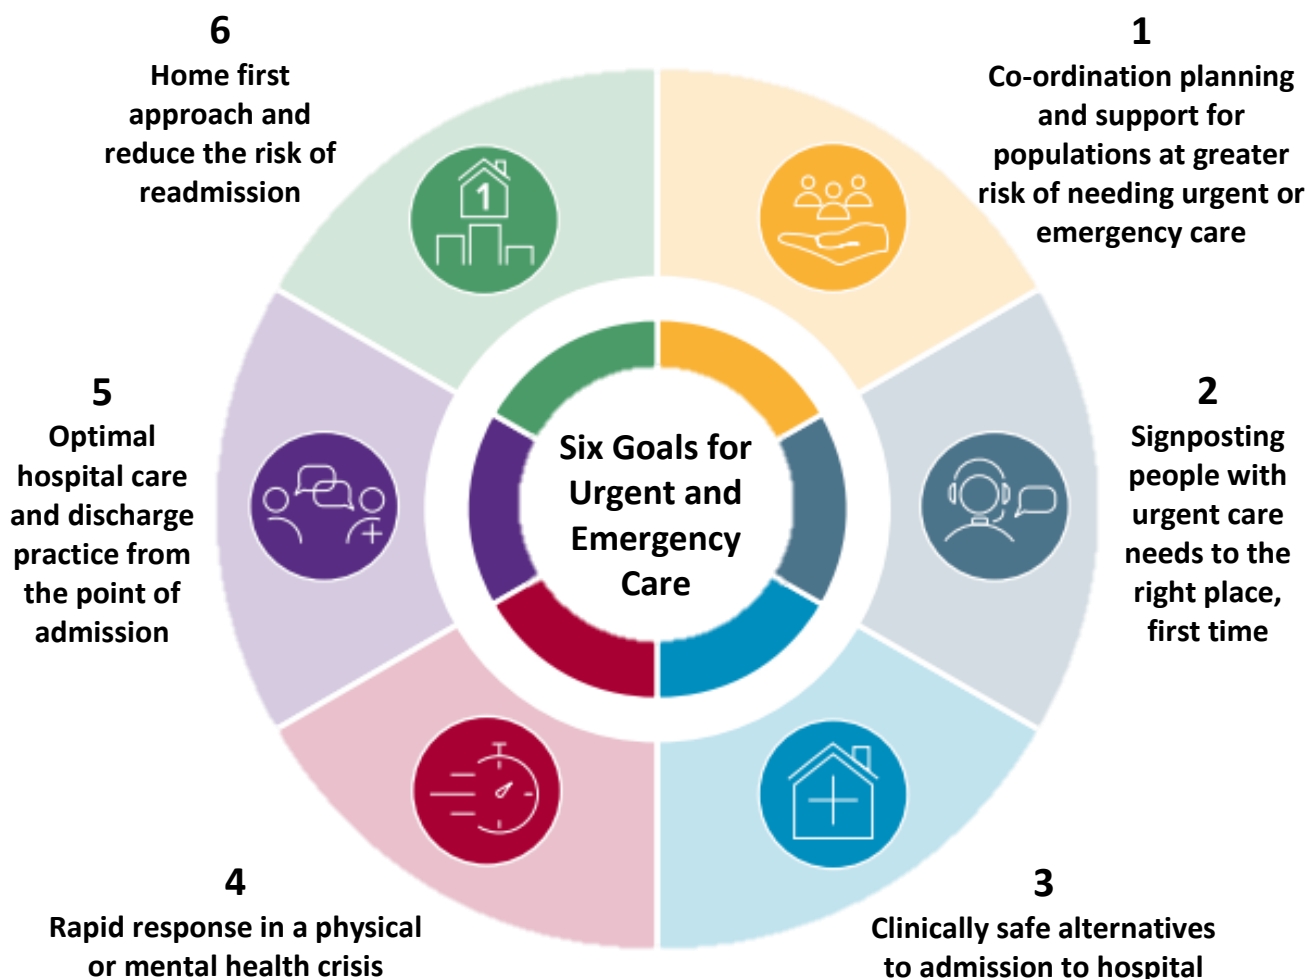 Six Goals for
Urgent and
Emergency
Care
1
Co-ordination planning
and support for
populations at greater
risk of needing urgent or
emergency care
2
Signposting
people with
urgent care
needs to the
right place,
first time
3
Clinically safe alternatives
to admission to hospital
4
Rapid response in a physical
or mental health crisis
5
Optimal
hospital care
and discharge
practice from
the point of
admission
6
Home first
approach and
reduce the risk of
readmission
1